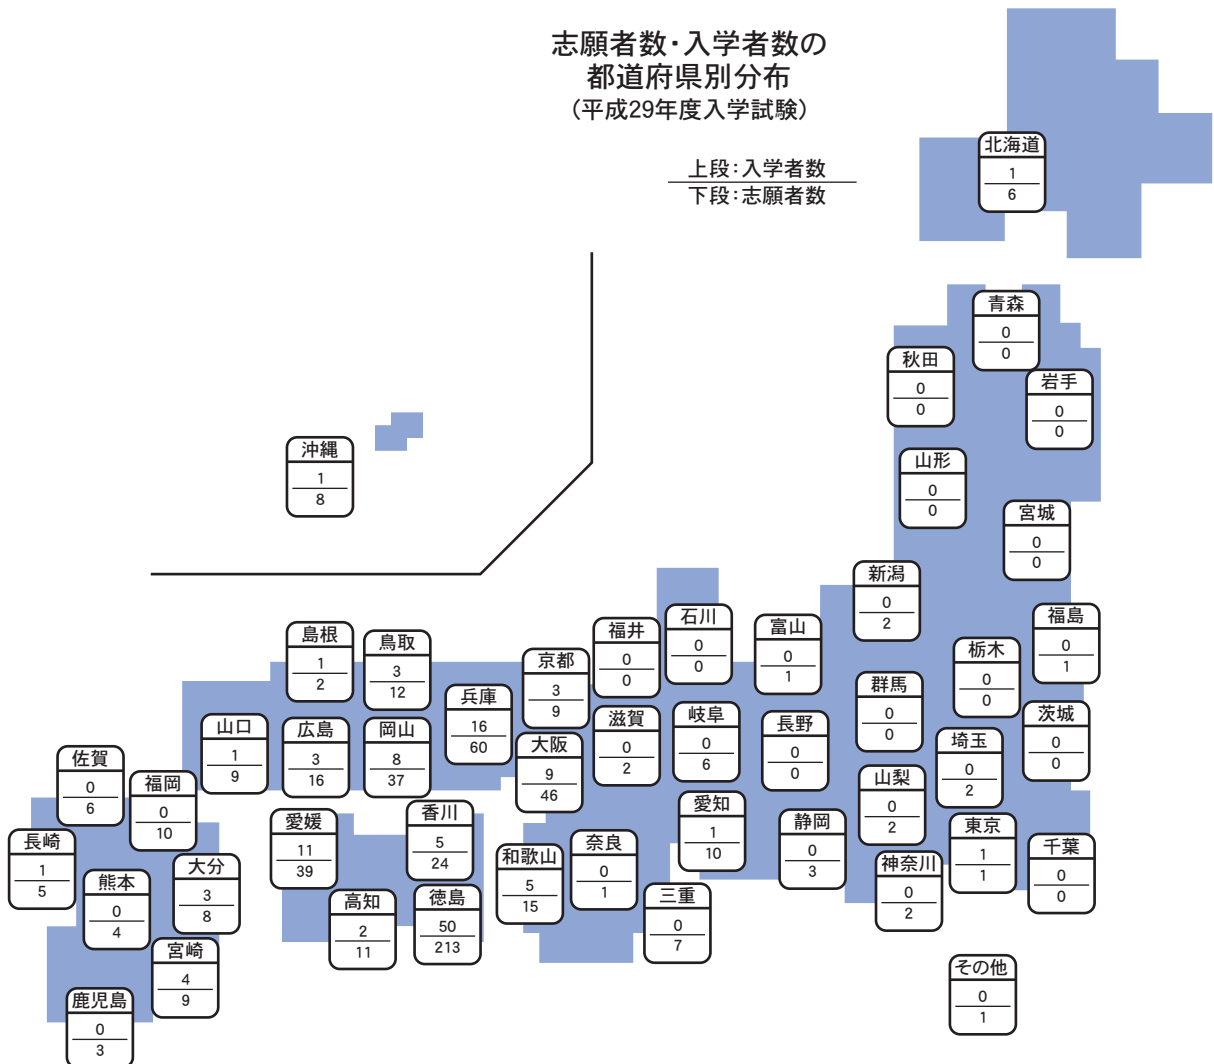 志願者数・入学者数の
都道府県別分布
（平成29年度入学試験）
上段：入学者数
下段：志願者数
北海道
1
6
青森
0
0
秋田
0
0
岩手
0
0
山形
0
0
宮城
0
0
沖縄
1
8
新潟
0
2
福島
0
1
石川
0
0
富山
0
1
福井
0
0
島根
1
2
鳥取
3
12
京都
3
9
栃木
0
0
群馬
0
0
兵庫
16
60
茨城
0
0
滋賀
0
2
岐阜
0
6
長野
0
0
山口
1
9
広島
3
16
岡山
8
37
大阪
9
46
埼玉
0
2
佐賀
0
6
山梨
0
2
福岡
0
10
愛知
1
10
香川
5
24
愛媛
11
39
静岡
0
3
東京
1
1
長崎
1
5
奈良
0
1
千葉
0
0
和歌山
5
15
神奈川
0
2
大分
3
8
熊本
0
4
高知
2
11
徳島
50
213
三重
0
7
宮崎
4
9
その他
0
1
鹿児島
0
3